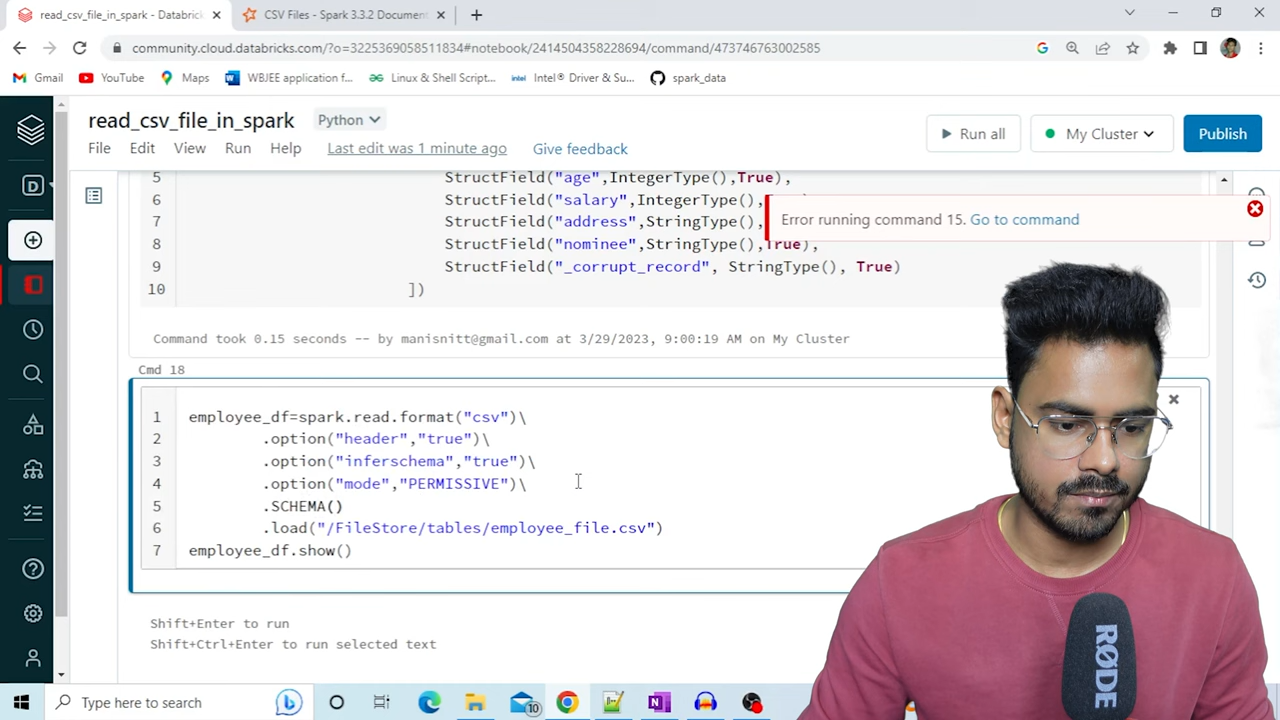 read_csv_file_in_spark - Databric
CSV Files - Spark 3.3.2 Document
community.cloud.databricks.com/?o=3225369058511834#notebook/2414504358228694/command/473746763002585
Gmail
YouTube
Maps
WBJEE application f...
Linux & Shell Script...
Intel® Driver & Su...
spark_data
read_csv_file_in_spark
Python
Run all
My Cluster
Publish
File
Edit
View
Run
Help
Last edit was 1 minute ago
Give feedback
D
5 StructField("age",IntegerType(),True),
6 StructField("salary",IntegerType(),
7 StructField("address",StringType(),
8 StructField("nominee",StringType(),True),
9 StructField("_corrupt_record", StringType(), True)
10 ])
Error running command 15. Go to command
Command took 0.15 seconds -- by manisnitt@gmail.com at 3/29/2023, 9:00:19 AM on My Cluster
Cmd 18
1 employee_df=spark.read.format("csv")\
2 .option("header","true")\
3 .option("inferschema","true")\
4 .option("mode","PERMISSIVE")\
5 .SCHEMA()
6 .load("/FileStore/tables/employee_file.csv")
7 employee_df.show()
Shift+Enter to run
Shift+Ctrl+Enter to run selected text
RØDE
Type here to search
10